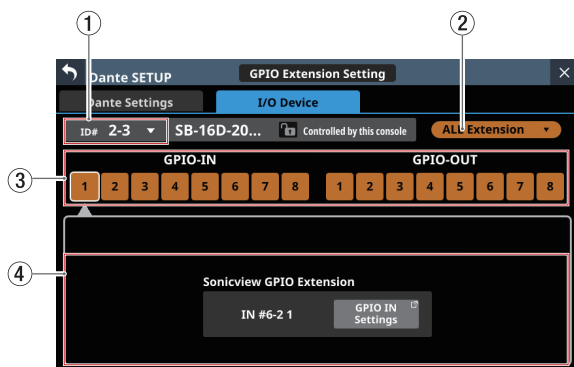 ① ②
Dante SETUP GPIO Extension Setting ×
Dante Settings I/O Device
ID# 2-3 ▼ SB-16D-20... Controlled by this console ALL Extension ▼
GPIO-IN GPIO-OUT
③ 1 2 3 4 5 6 7 8 1 2 3 4 5 6 7 8
④
Sonicview GPIO Extension
IN #6-2 1 GPIO IN
Settings